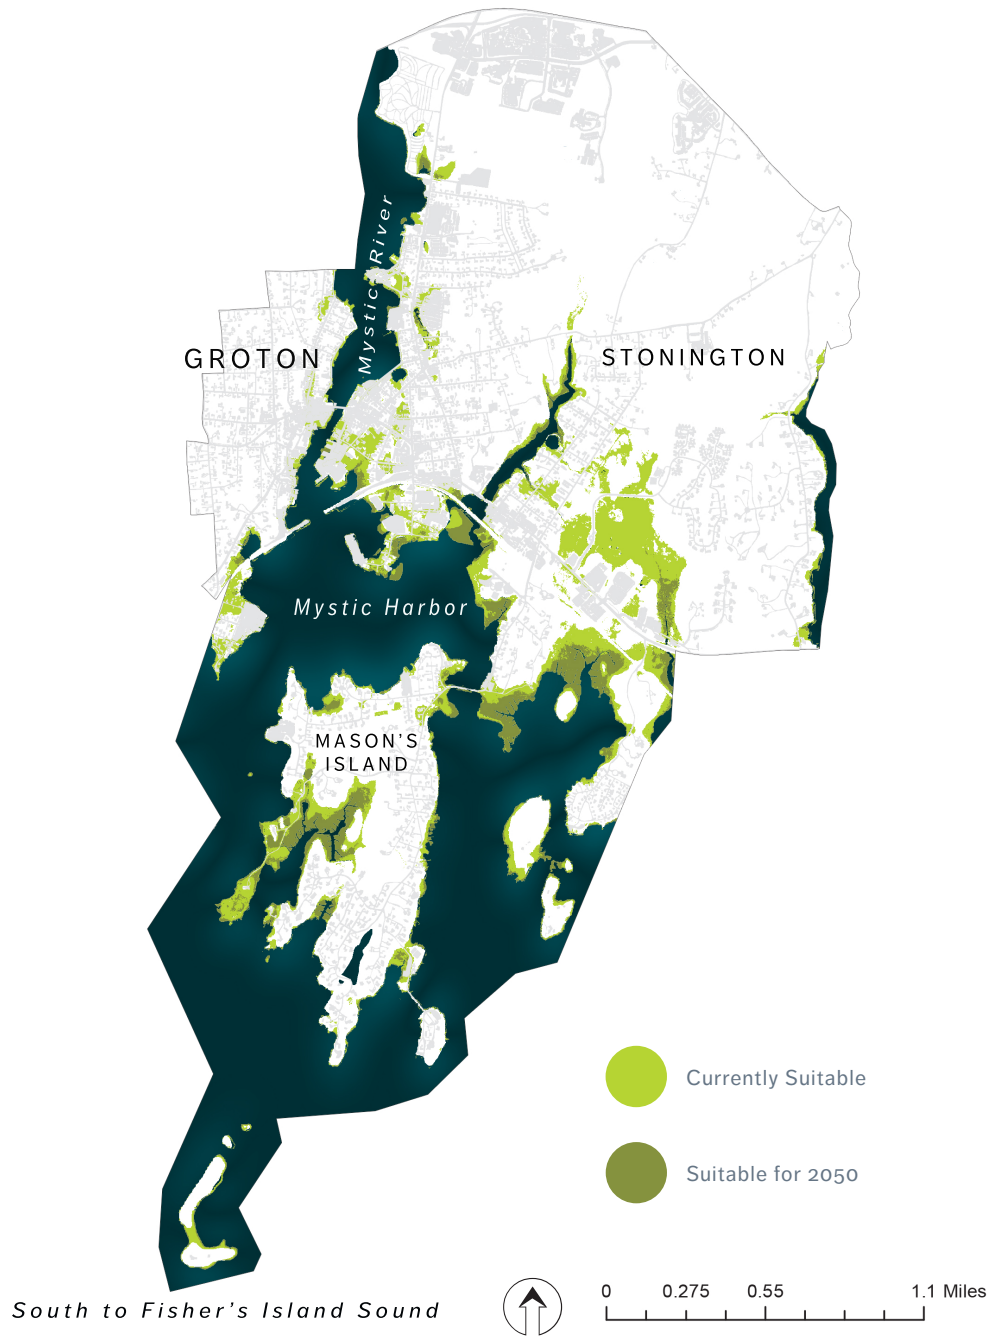 Mystic River
GROTON
STONINGTON
Mystic Harbor
MASON'S
ISLAND
Currently Suitable
Suitable for 2050
South to Fisher's Island Sound
0 0.275 0.55 1.1 Miles